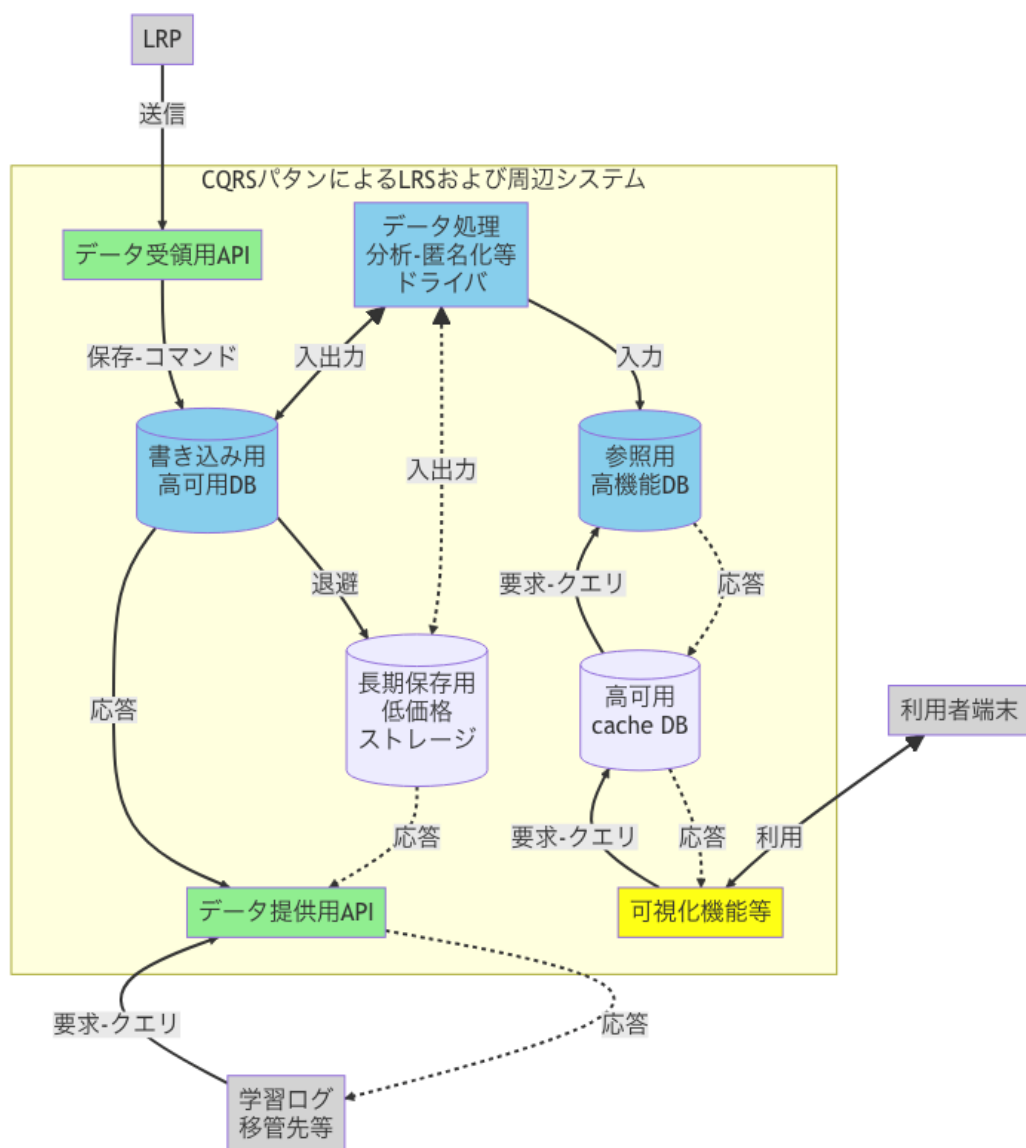 LRP
送信
CQRSパタンによるLRSおよび周辺システム
データ受領用API
データ処理
分析-匿名化等
ドライバ
保存-コマンド
入出力
入力
書き込み用
高可用DB
入出力
参照用
高機能DB
退避
要求-クエリ
応答
長期保存用
低価格
ストレージ
高可用
cache DB
応答
利用者端末
応答
要求-クエリ
応答
利用
データ提供用API
可視化機能等
要求-クエリ
応答
学習ログ
移管先等